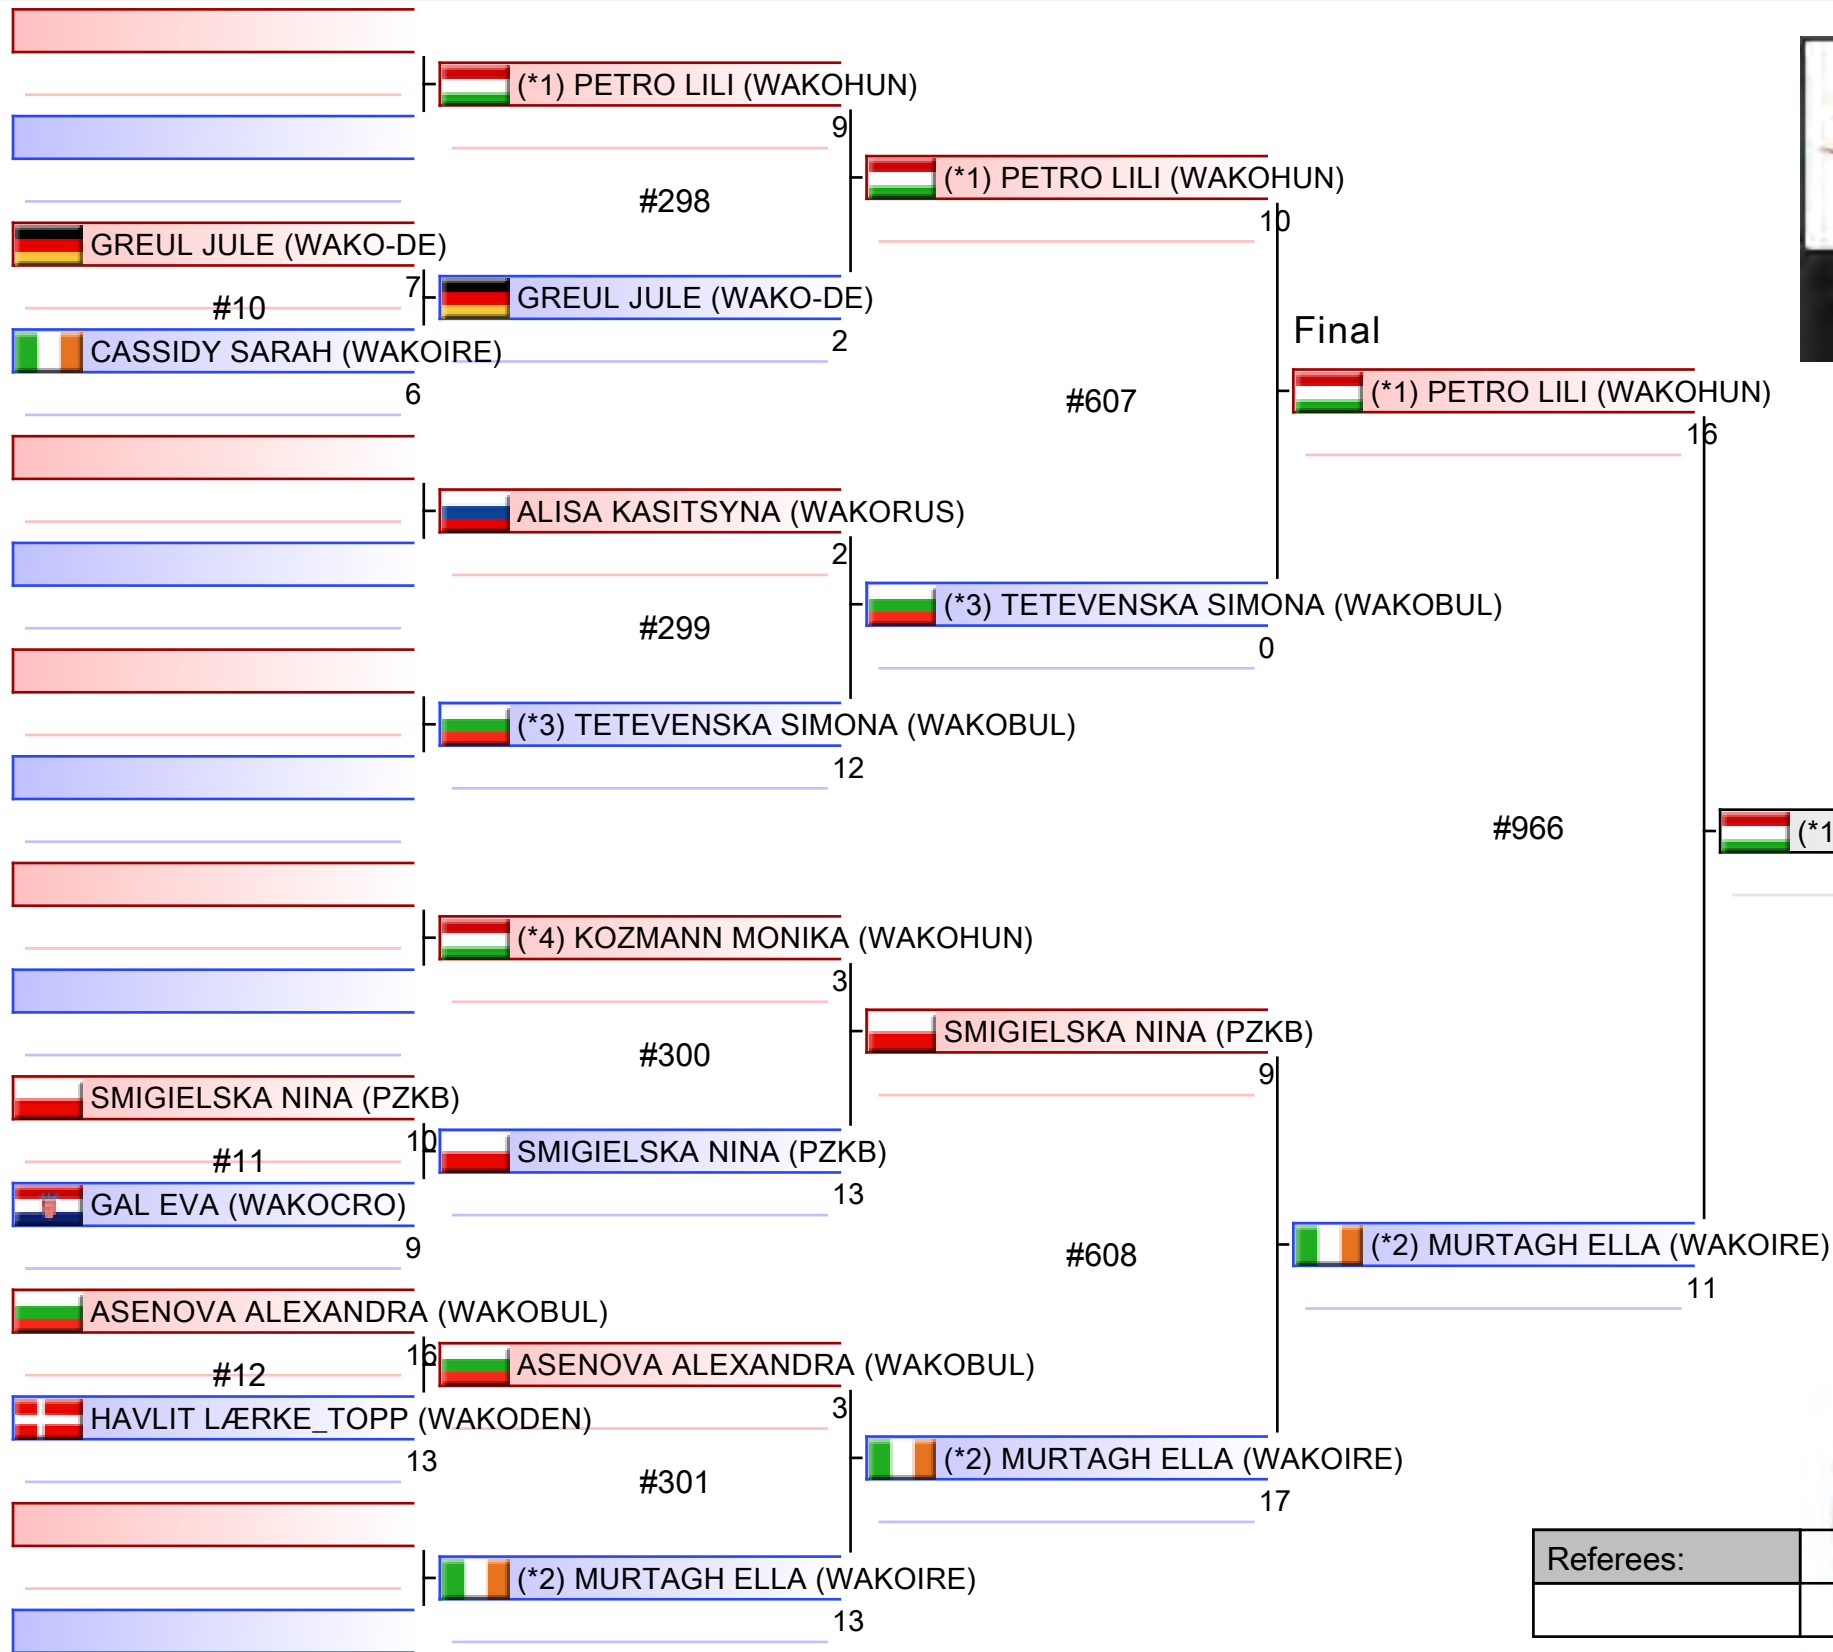 (*1) PETRO LILI (WAKOHUN)
9
(*1) PETRO LILI (WAKOHUN)
#298
10
GREUL JULE (WAKO-DE)
7
#10
GREUL JULE (WAKO-DE)
2
CASSIDY SARAH (WAKOIRE)
6
Final
(*1) PETRO LILI (WAKOHUN)
#607
16
ALISA KASITSYNA (WAKORUS)
2
(*3) TETEVENSKA SIMONA (WAKOBUL)
#299
0
(*3) TETEVENSKA SIMONA (WAKOBUL)
12
#966
(*1
(*4) KOZMANN MONIKA (WAKOHUN)
3
SMIGIELSKA NINA (PZKB)
#300
9
SMIGIELSKA NINA (PZKB)
10
#11
SMIGIELSKA NINA (PZKB)
13
GAL EVA (WAKOCRO)
9
#608
(*2) MURTAGH ELLA (WAKOIRE)
11
ASENOVA ALEXANDRA (WAKOBUL)
16
#12
ASENOVA ALEXANDRA (WAKOBUL)
3
HAVLIT LÆRKE_TOPP (WAKODEN)
13
(*2) MURTAGH ELLA (WAKOIRE)
#301
17
(*2) MURTAGH ELLA (WAKOIRE)
13
Referees: